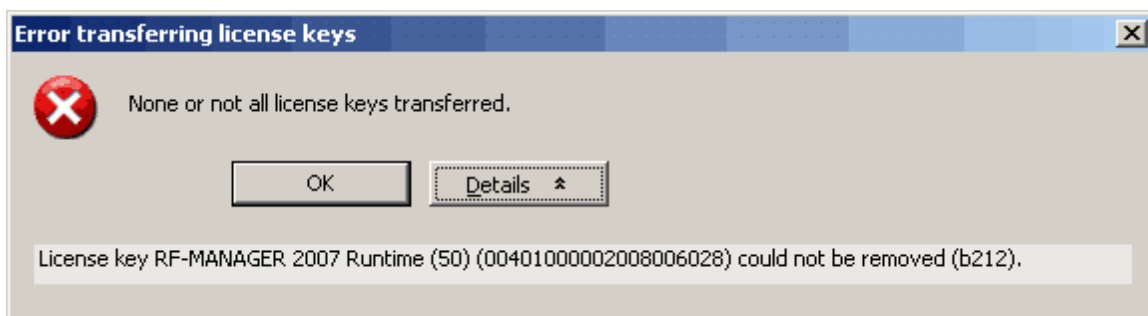 Error transferring license keys
None or not all license keys transferred.
OK
Details
License key RF-MANAGER 2007 Runtime (50) (00401000002008006028) could not be removed (b212).